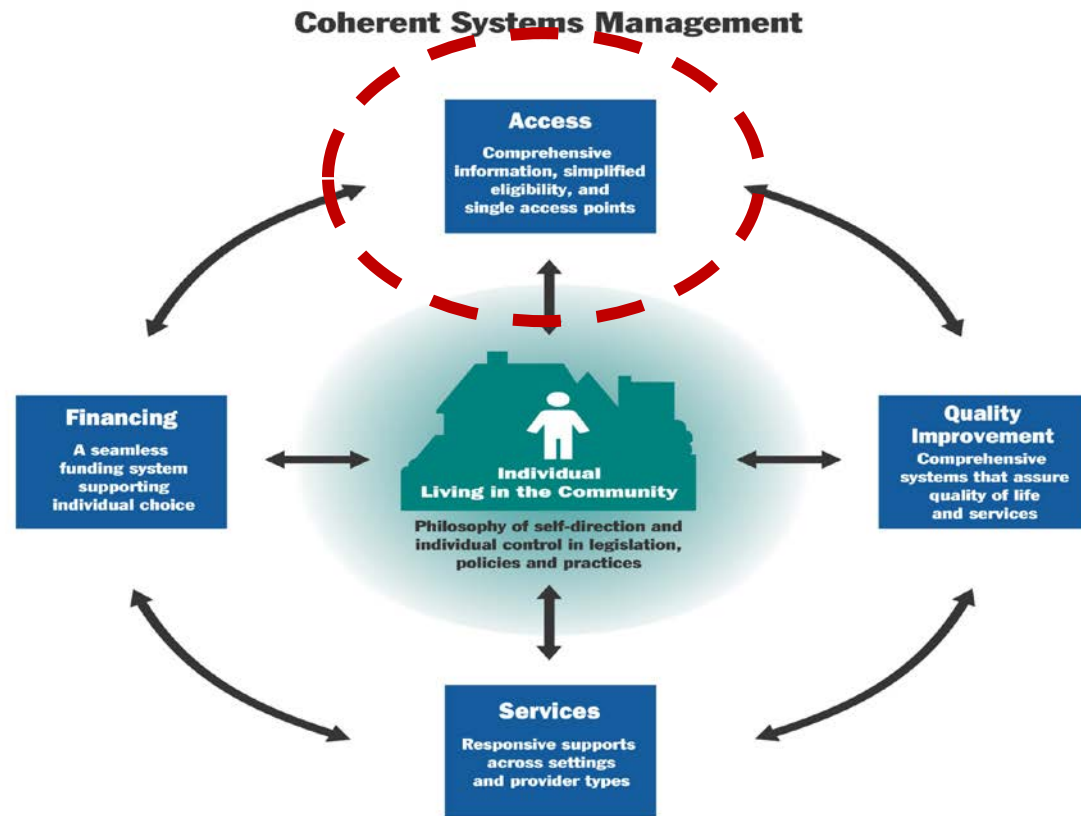 Coherent Systems Management
Access
Comprehensive
information, simplified
eligibility, and
single access points
Financing
A seamless
funding system
supporting
individual choice
Individual
Living in the Community
Philosophy of self-direction and
individual control in legislation,
policies and practices
Quality
Improvement
Comprehensive
systems that assure
quality of life
and services
Services
Responsive supports
across settings
and provider types